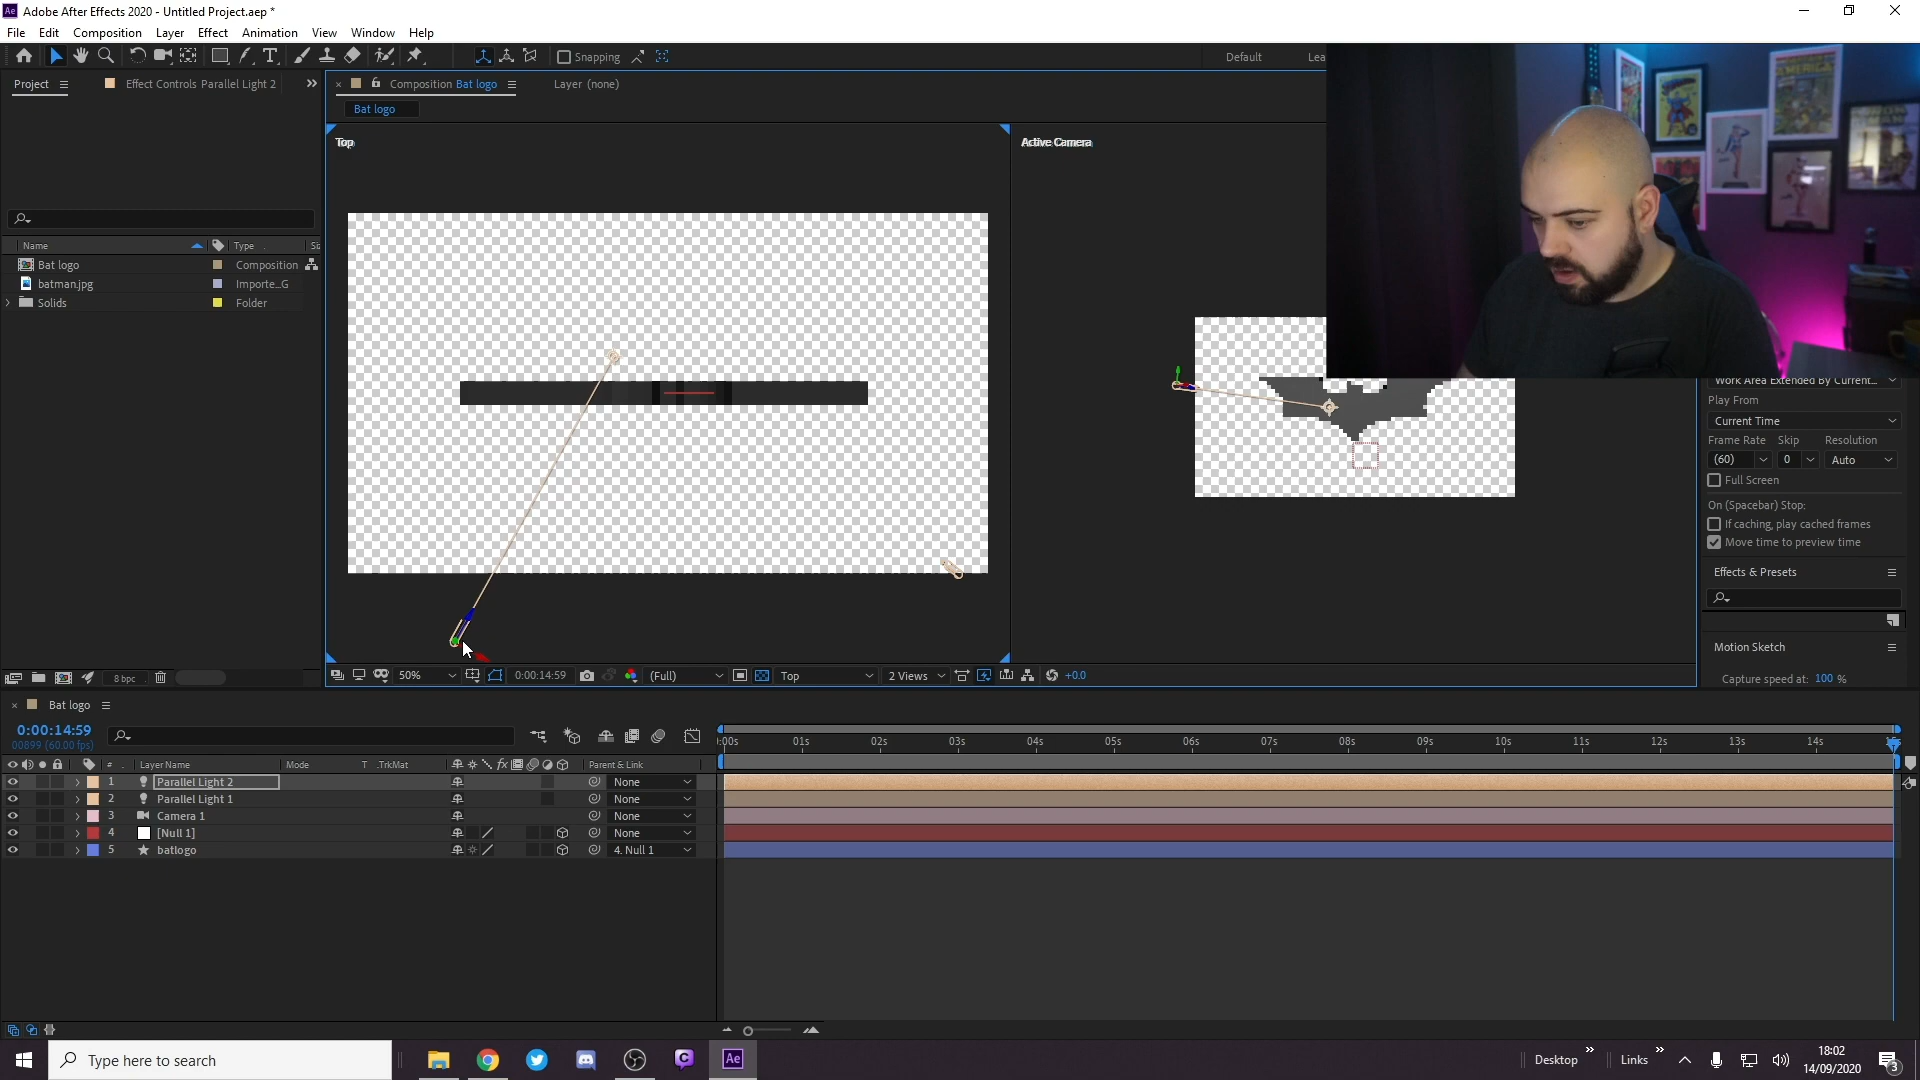 Adobe After Effects 2020 - Untitled Project.aep *
File Edit Composition Layer Effect Animation View Window Help
Snapping
Default
Lea
Project
Effect Controls Parallel Light 2
Composition Bat logo
Layer (none)
Bat logo
Top
Active Camera
Name
Type
Bat logo
Composition
batman.jpg
Importe...G
Solids
Folder
8 bpc
50%
0:00:14:59
(Full)
Top
2 Views
+0.0
Work Area Extended By Current...
Play From
Current Time
Frame Rate Skip Resolution
(60) 0 Auto
Full Screen
On (Spacebar) Stop:
If caching, play cached frames
Move time to preview time
Effects & Presets
Motion Sketch
Capture speed at: 100 %
Bat logo
0:00:14:59
00899 (60.00 fps)
:00s 01s 02s 03s 04s 05s 06s 07s 08s 09s 10s 11s 12s 13s 14s
# Layer Name Mode T .TrkMat fx Parent & Link
1 Parallel Light 2 None
2 Parallel Light 1 None
3 Camera 1 None
4 [Null 1] None
5 batlogo 4. Null 1
Type here to search
Ae
Desktop
Links
18:02
14/09/2020
3